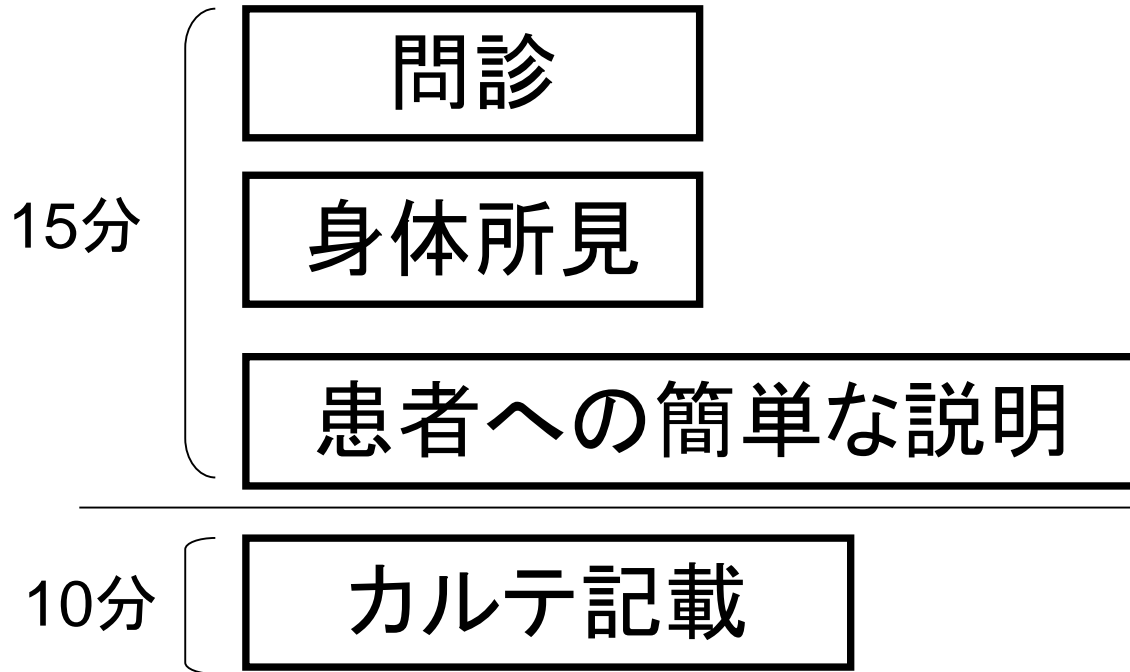 問診
身体所見
15分
患者への簡単な説明
カルテ記載
10分